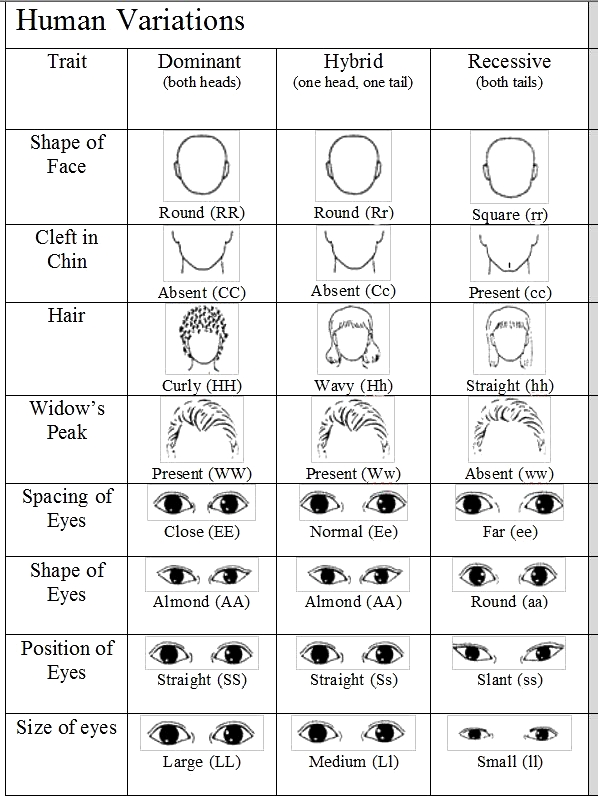 Human Variations
Trait Dominant Hybrid Recessive
(both heads) (one head, one tail) (both tails)
Shape of
Face
Round (RR) Round (Rr) Square (rr)
Cleft in
Chin
Absent (CC) Absent (Cc) Present (cc)
Hair
Curly (HH) Wavy (Hh) Straight (hh)
Widow's
Peak
Present (WW) Present (Ww) Absent (ww)
Spacing of
Eyes
Close (EE) Normal (Ee) Far (ee)
Shape of
Eyes
Almond (AA) Almond (AA) Round (aa)
Position of
Eyes
Straight (SS) Straight (Ss) Slant (ss)
Size of eyes
Large (LL) Medium (Ll) Small (ll)